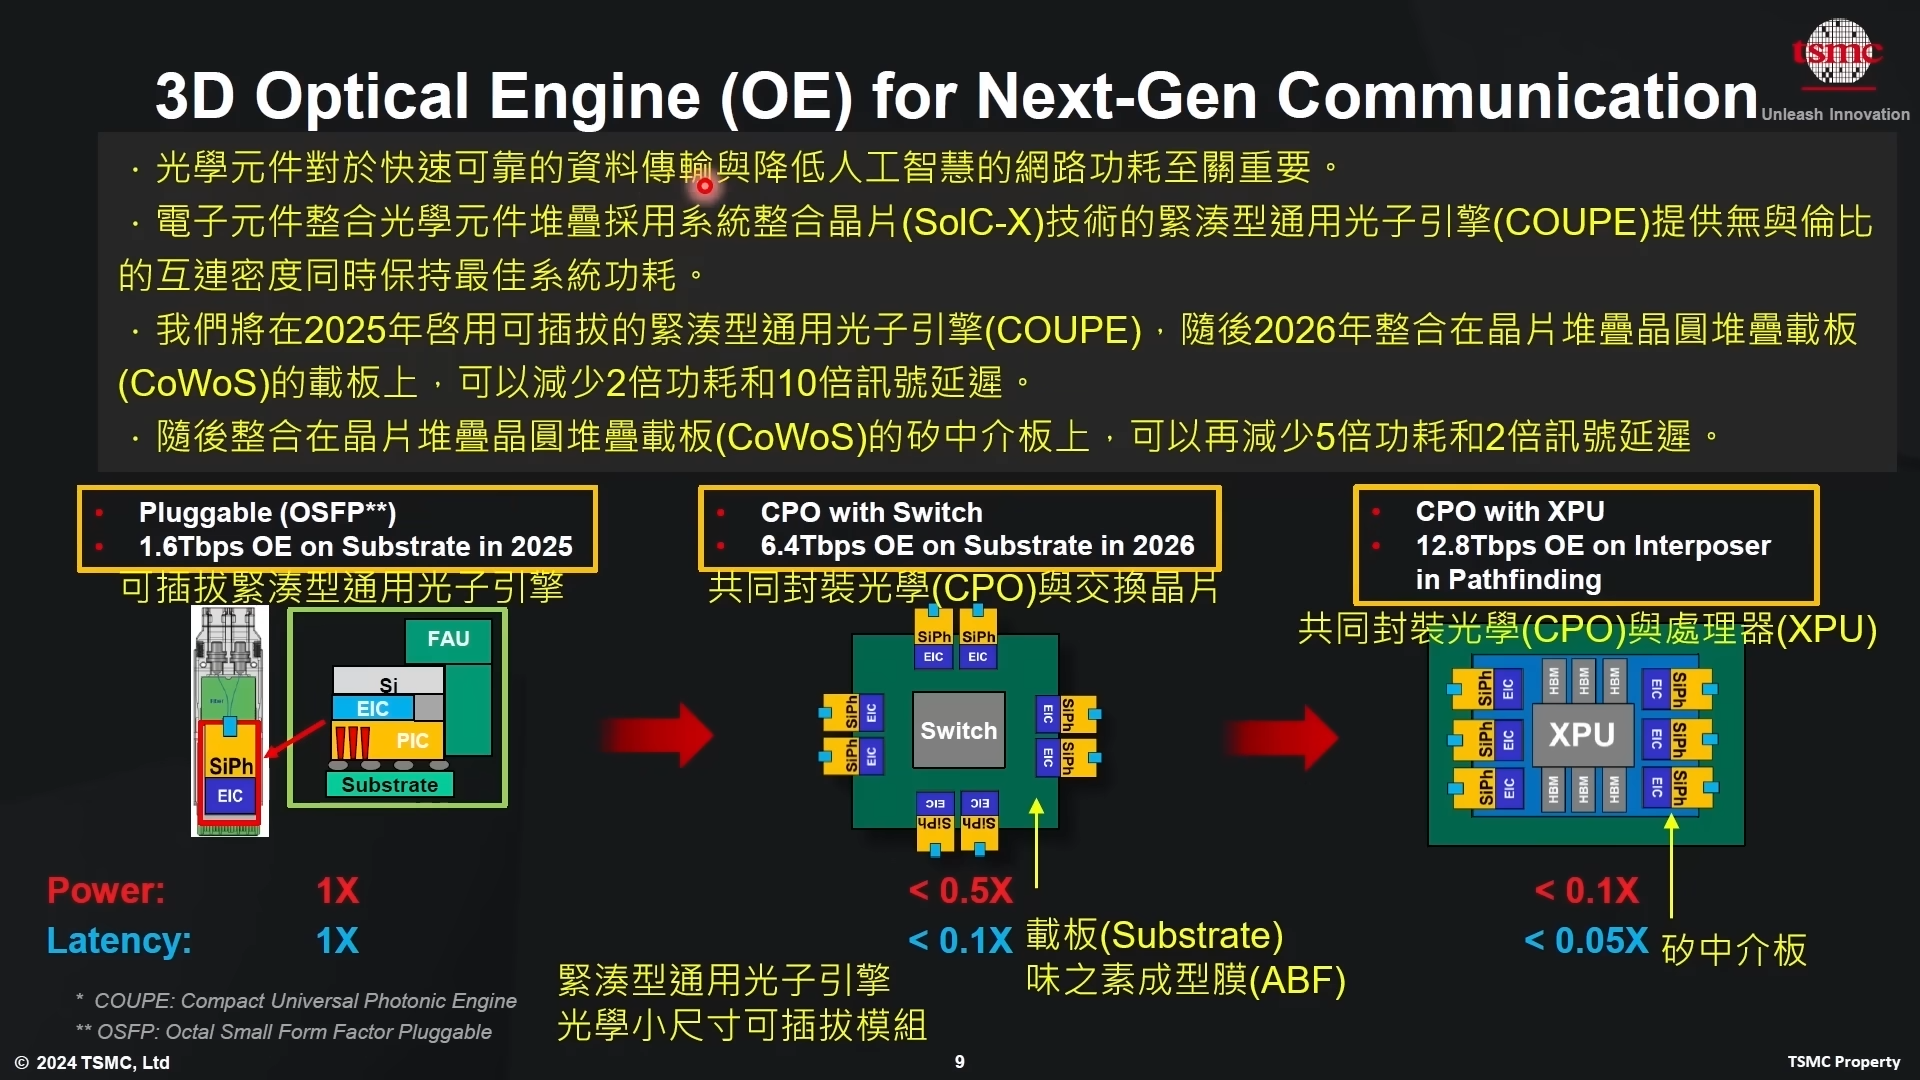 tsmc
Unleash Innovation
3D Optical Engine (OE) for Next-Gen Communication
· 光學元件對於快速可靠的資料傳輸與降低人工智慧的網路功耗至關重要。
· 電子元件整合光學元件堆疊採用系統整合晶片(SoIC-X)技術的緊湊型通用光子引擎(COUPE)提供無與倫比
的互連密度同時保持最佳系統功耗。
· 我們將在2025年啓用可插拔的緊湊型通用光子引擎(COUPE)，隨後2026年整合在晶片堆疊晶圓堆疊載板
(CoWoS)的載板上，可以減少2倍功耗和10倍訊號延遲。
· 隨後整合在晶片堆疊晶圓堆疊載板(CoWoS)的矽中介板上，可以再減少5倍功耗和2倍訊號延遲。
• Pluggable (OSFP**)
• 1.6Tbps OE on Substrate in 2025
可插拔緊湊型通用光子引擎
SiPh
EIC
FAU
Si
EIC
PIC
Substrate
• CPO with Switch
• 6.4Tbps OE on Substrate in 2026
共同封裝光學(CPO)與交換晶片
SiPh SiPh
EIC EIC
SiPh EIC
SiPh EIC
Switch
EIC SiPh
EIC SiPh
EIC EIC
SiPh SiPh
• CPO with XPU
• 12.8Tbps OE on Interposer
in Pathfinding
共同封裝光學(CPO)與處理器(XPU)
HBM HBM HBM
SiPh EIC
SiPh EIC
SiPh EIC
XPU
EIC SiPh
EIC SiPh
EIC SiPh
HBM HBM HBM
Power: 1X < 0.5X < 0.1X
Latency: 1X < 0.1X < 0.05X
載板(Substrate)
味之素成型膜(ABF)
矽中介板
緊湊型通用光子引擎
光學小尺寸可插拔模組
* COUPE: Compact Universal Photonic Engine
** OSFP: Octal Small Form Factor Pluggable
© 2024 TSMC, Ltd
9
TSMC Property